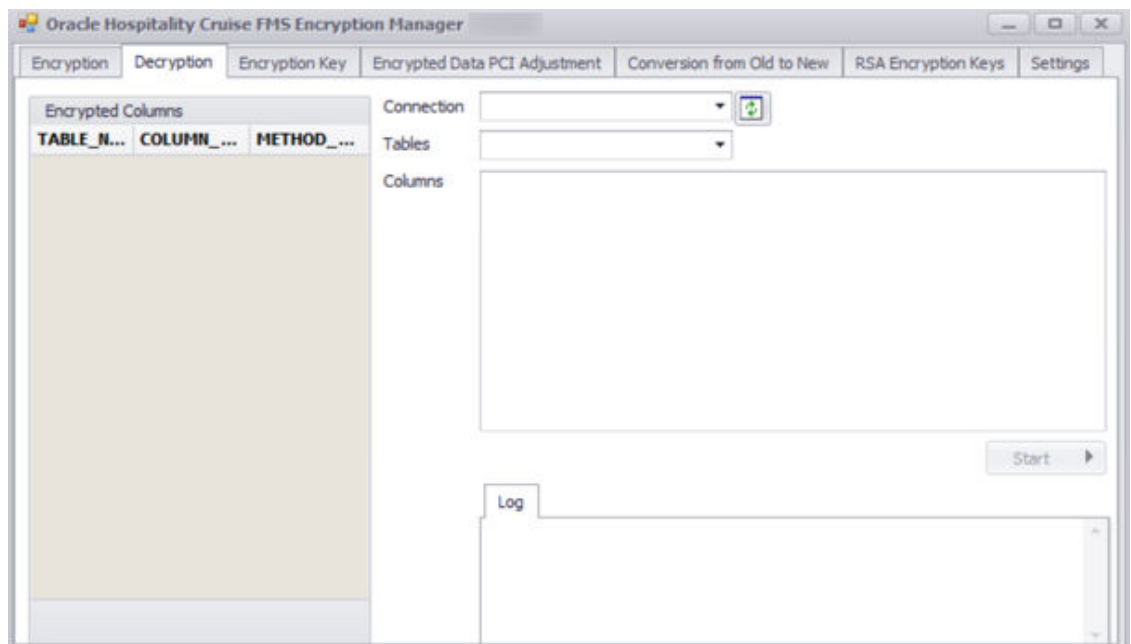 Oracle Hospitality Cruise FMS Encryption Manager
Encryption Decryption Encryption Key Encrypted Data PCI Adjustment Conversion from Old to New RSA Encryption Keys Settings
Encrypted Columns
TABLE_N... COLUMN_... METHOD_...
Connection
Tables
Columns
Start
Log